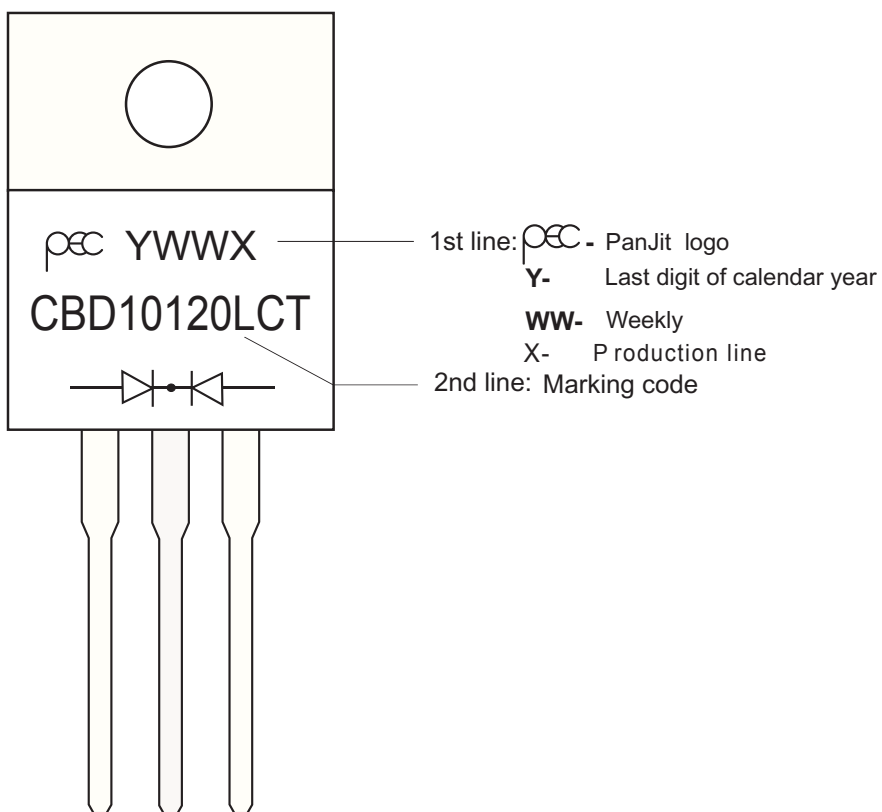 PEC YWWX
CBD10120LCT
1st line: PEC - PanJit logo
Y- Last digit of calendar year
WW- Weekly
X- Production line
2nd line: Marking code